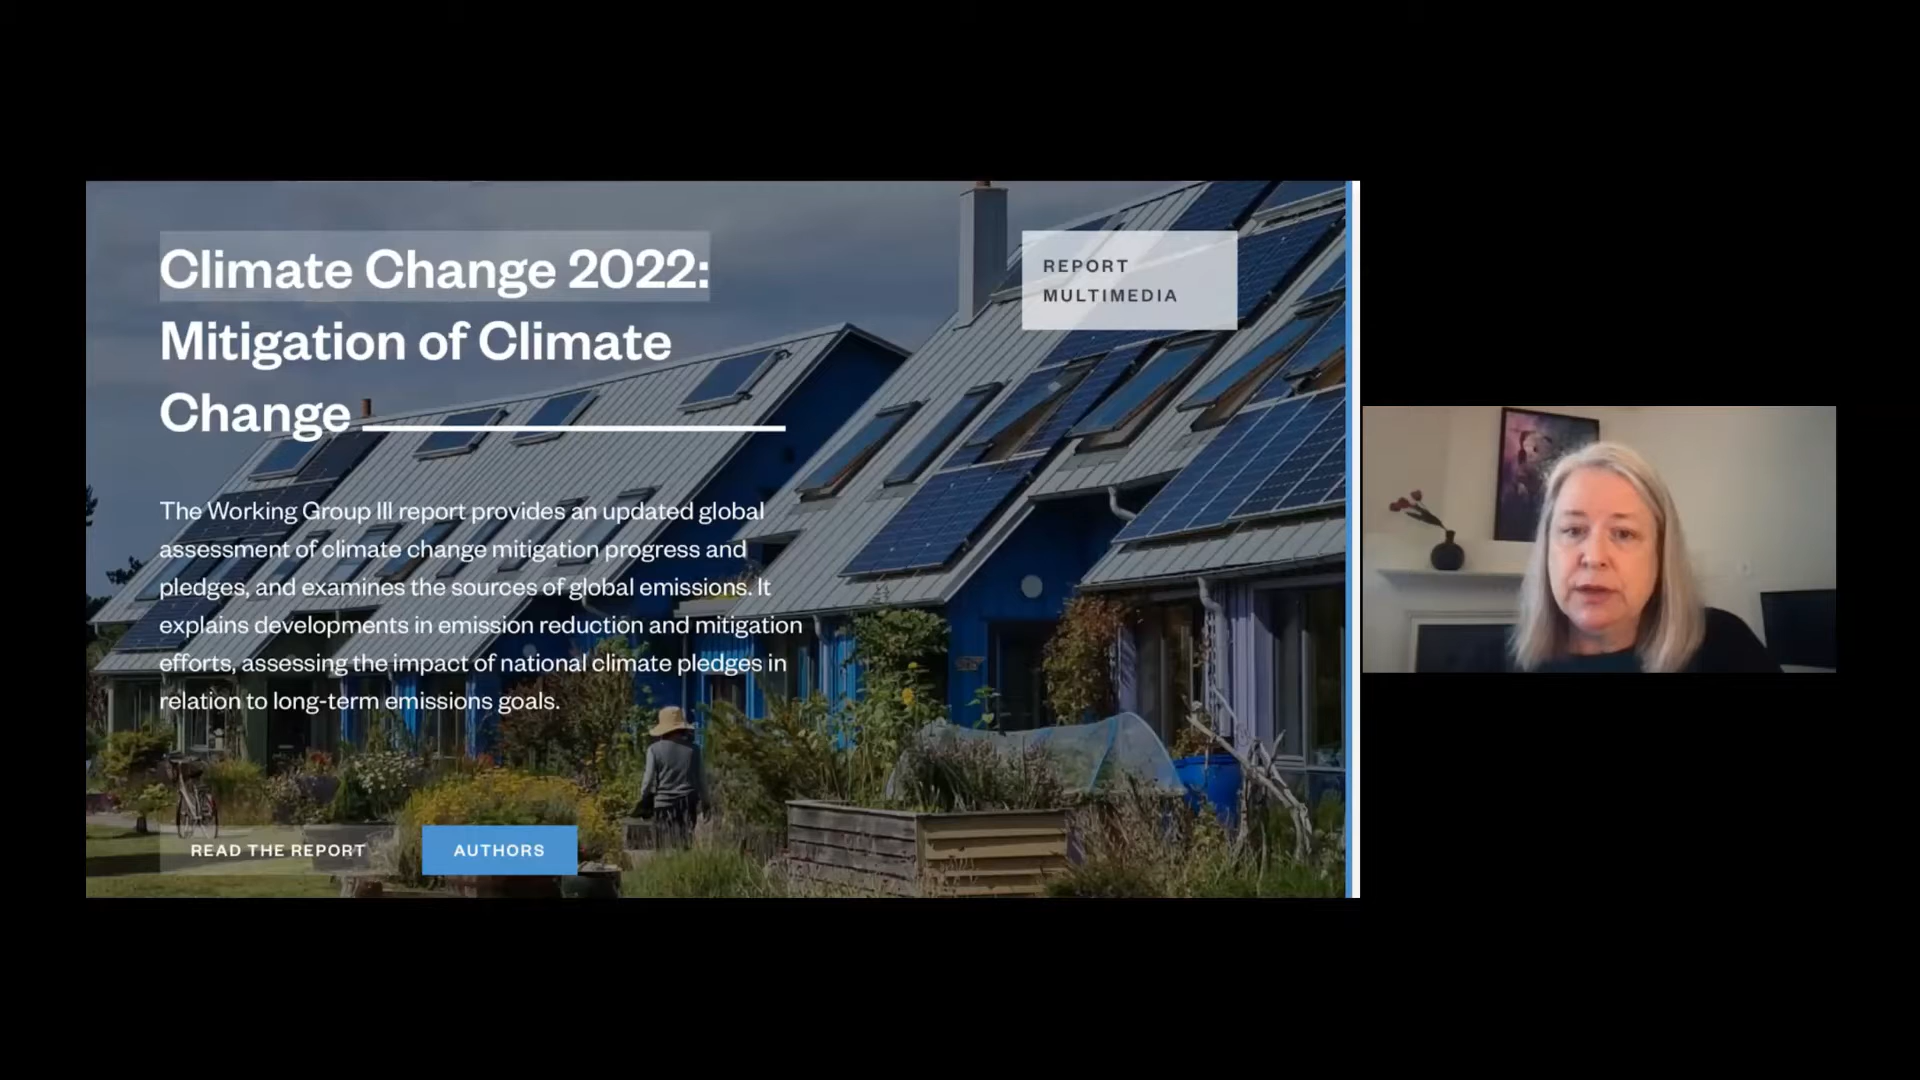 Climate Change 2022:
Mitigation of Climate
Change
REPORT
MULTIMEDIA
The Working Group III report provides an updated global
assessment of climate change mitigation progress and
pledges, and examines the sources of global emissions. It
explains developments in emission reduction and mitigation
efforts, assessing the impact of national climate pledges in
relation to long-term emissions goals.
READ THE REPORT
AUTHORS